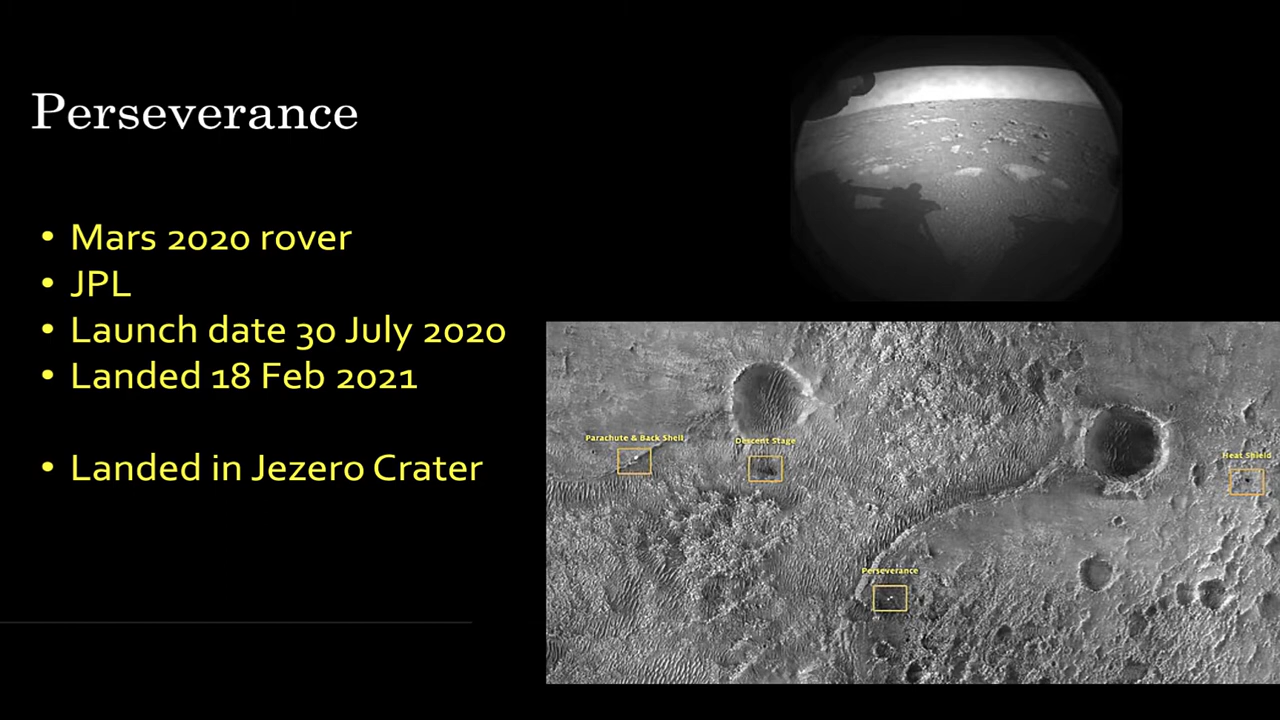 Perseverance
• Mars 2020 rover
• JPL
• Launch date 30 July 2020
• Landed 18 Feb 2021
• Landed in Jezero Crater
Parachute & Back Shell
Descent Stage
Heat Shield
Perseverance